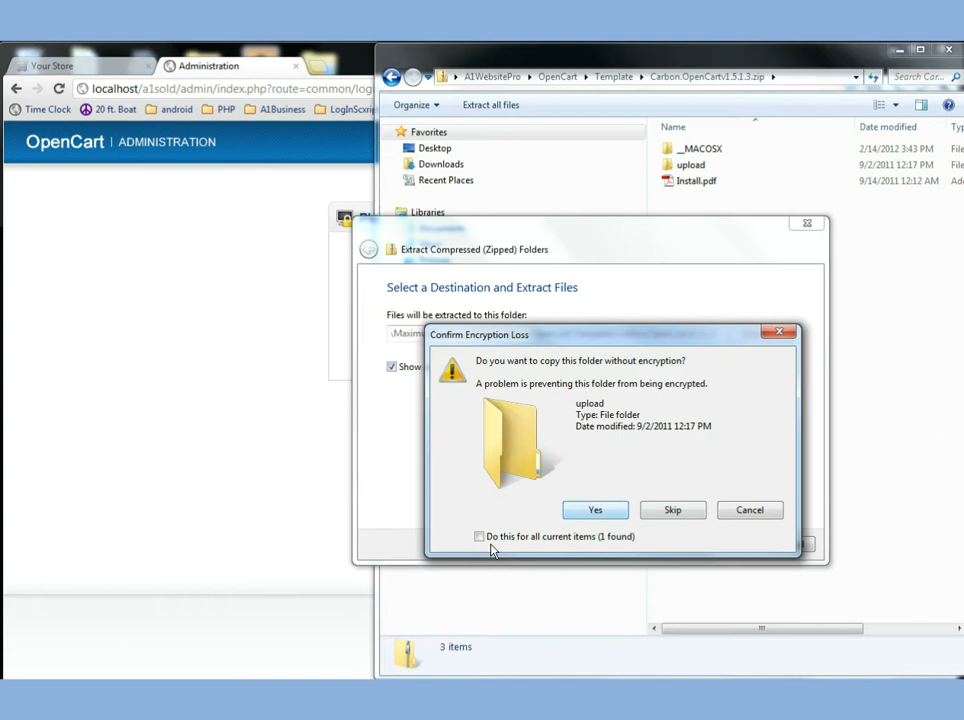 Your Store
Administration
localhost/a1sold/admin/index.php?route=common/log
Time Clock
20 ft. Boat
android
PHP
A1Business
LogInScrip
OpenCart | ADMINISTRATION
A1WebsitePro
OpenCart
Template
Carbon.OpenCartv1.5.1.3.zip
Search Car...
Organize
Extract all files
Favorites
Desktop
Downloads
Recent Places
Libraries
Name
Date modified
Typ
__MACOSX
2/14/2012 3:43 PM
File
upload
9/2/2011 12:17 PM
File
Install.pdf
9/14/2011 12:12 AM
Ado
Extract Compressed (Zipped) Folders
Select a Destination and Extract Files
Files will be extracted to this folder:
\Maximu
Show
Confirm Encryption Loss
Do you want to copy this folder without encryption?
A problem is preventing this folder from being encrypted.
upload
Type: File folder
Date modified: 9/2/2011 12:17 PM
Yes
Skip
Cancel
Do this for all current items (1 found)
3 items